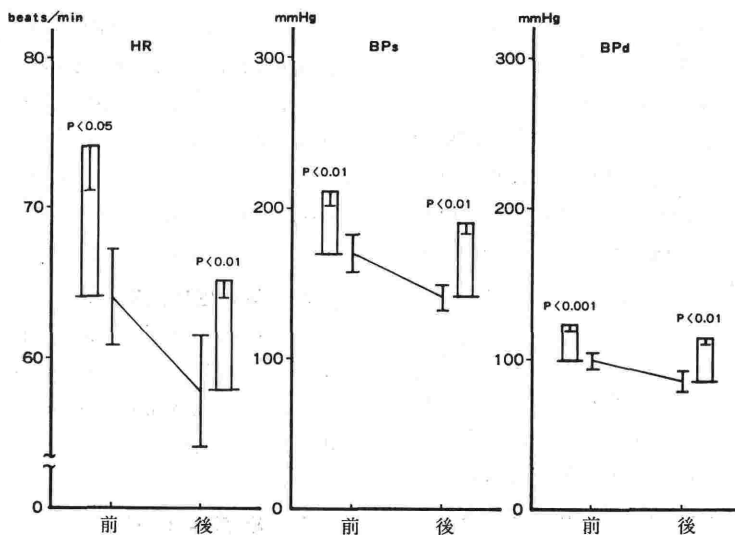 beats/min
HR
80
70
60
0
P<0.05
P<0.01
前
後
mmHg
BPs
300
200
100
0
P<0.01
P<0.01
前
後
mmHg
BPd
300
200
100
0
P<0.001
P<0.01
前
後